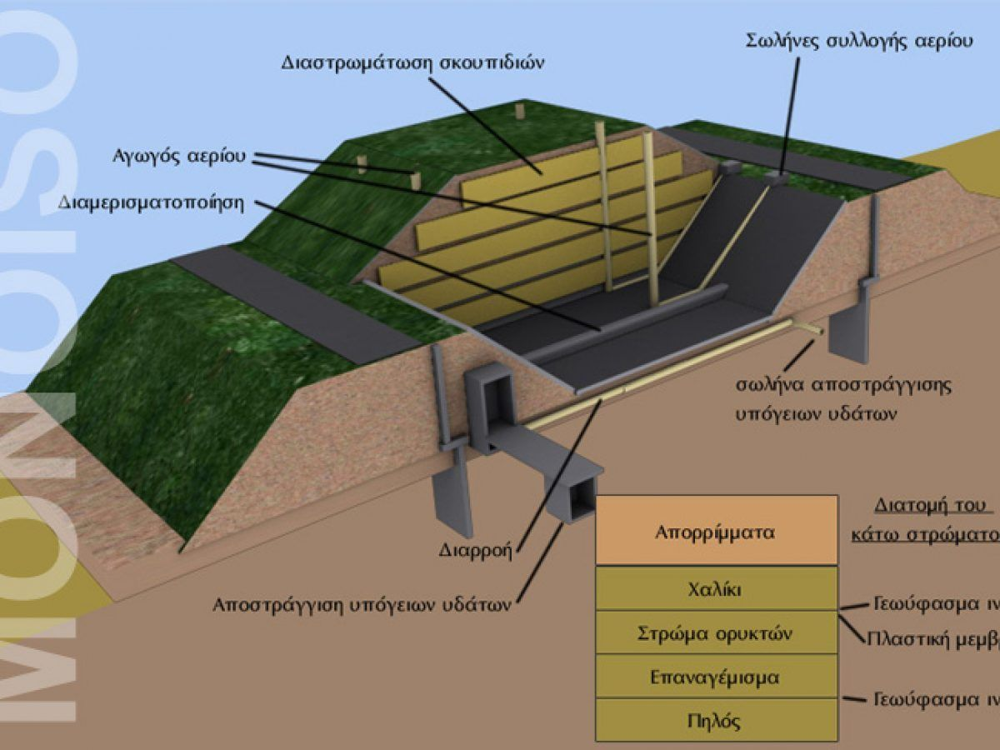 MONOISO
Σωλήνες συλλογής αερίου
Διαστρωμάτωση σκουπιδιών
Αγωγός αερίου
Διαμερισματοποίηση
σωλήνα αποστράγγισης
υπόγειων υδάτων
Διαρροή
Αποστράγγιση υπόγειων υδάτων
Διατομή του
κάτω στρώματο
Απορρίμματα
Χαλίκι
Γεωύφασμα ιν
Στρώμα ορυκτών
Πλαστική μεμβ
Επαναγέμισμα
Γεωύφασμα ιν
Πηλός